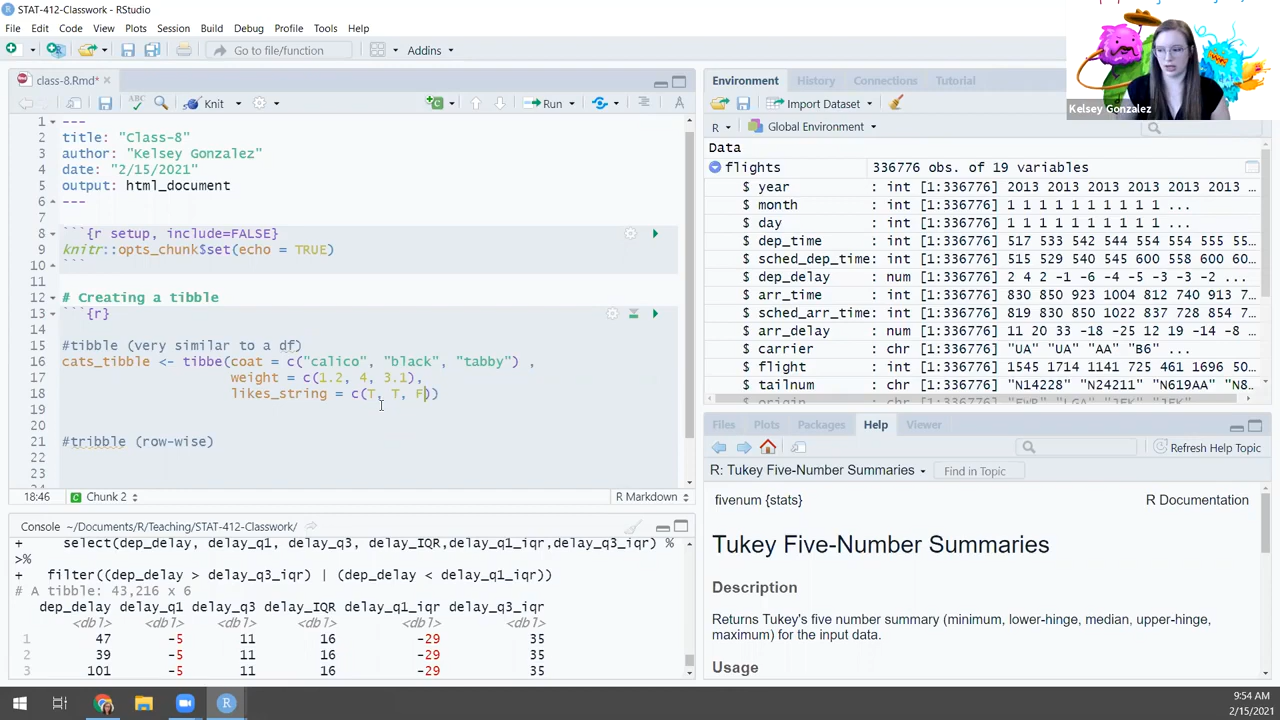 STAT-412-Classwork - RStudio
File Edit Code View Plots Session Build Debug Profile Tools Help
Go to file/function Addins
class-8.Rmd*
Knit Run
1 ---
2 title: "Class-8"
3 author: "Kelsey Gonzalez"
4 date: "2/15/2021"
5 output: html_document
6 ---
7
8 ```{r setup, include=FALSE}
9 knitr::opts_chunk$set(echo = TRUE)
10 ```
11
12 # Creating a tibble
13 ```{r}
14
15 #tibble (very similar to a df)
16 cats_tibble <- tibbe(coat = c("calico", "black", "tabby") ,
17 weight = c(1.2, 4, 3.1),
18 likes_string = c(T, T, F))
19
20
21 #tribble (row-wise)
22
23
18:46 Chunk 2 R Markdown
Console ~/Documents/R/Teaching/STAT-412-Classwork/
+ select(dep_delay, delay_q1, delay_q3, delay_IQR,delay_q1_iqr,delay_q3_iqr) %
>%
+ filter((dep_delay > delay_q3_iqr) | (dep_delay < delay_q1_iqr))
# A tibble: 43,216 x 6
dep_delay delay_q1 delay_q3 delay_IQR delay_q1_iqr delay_q3_iqr
<dbl> <dbl> <dbl> <dbl> <dbl> <dbl>
1 47 -5 11 16 -29 35
2 39 -5 11 16 -29 35
3 101 -5 11 16 -29 35
Kelsey Gonzalez
Environment History Connections Tutorial
Import Dataset
R Global Environment
Data
flights 336776 obs. of 19 variables
$ year : int [1:336776] 2013 2013 2013 2013 2013 ...
$ month : int [1:336776] 1 1 1 1 1 1 1 1 1 1 ...
$ day : int [1:336776] 1 1 1 1 1 1 1 1 1 1 ...
$ dep_time : int [1:336776] 517 533 542 544 554 554 555 55…
$ sched_dep_time: int [1:336776] 515 529 540 545 600 558 600 60…
$ dep_delay : num [1:336776] 2 4 2 -1 -6 -4 -5 -3 -3 -2 ...
$ arr_time : int [1:336776] 830 850 923 1004 812 740 913 7…
$ sched_arr_time: int [1:336776] 819 830 850 1022 837 728 854 7…
$ arr_delay : num [1:336776] 11 20 33 -18 -25 12 19 -14 -8 …
$ carrier : chr [1:336776] "UA" "UA" "AA" "B6" ...
$ flight : int [1:336776] 1545 1714 1141 725 461 1696 50…
$ tailnum : chr [1:336776] "N14228" "N24211" "N619AA" "N8…
Files Plots Packages Help Viewer
Refresh Help Topic
R: Tukey Five-Number Summaries Find in Topic
fivenum {stats} R Documentation
Tukey Five-Number Summaries
Description
Returns Tukey's five number summary (minimum, lower-hinge, median, upper-hinge,
maximum) for the input data.
Usage
9:54 AM
2/15/2021